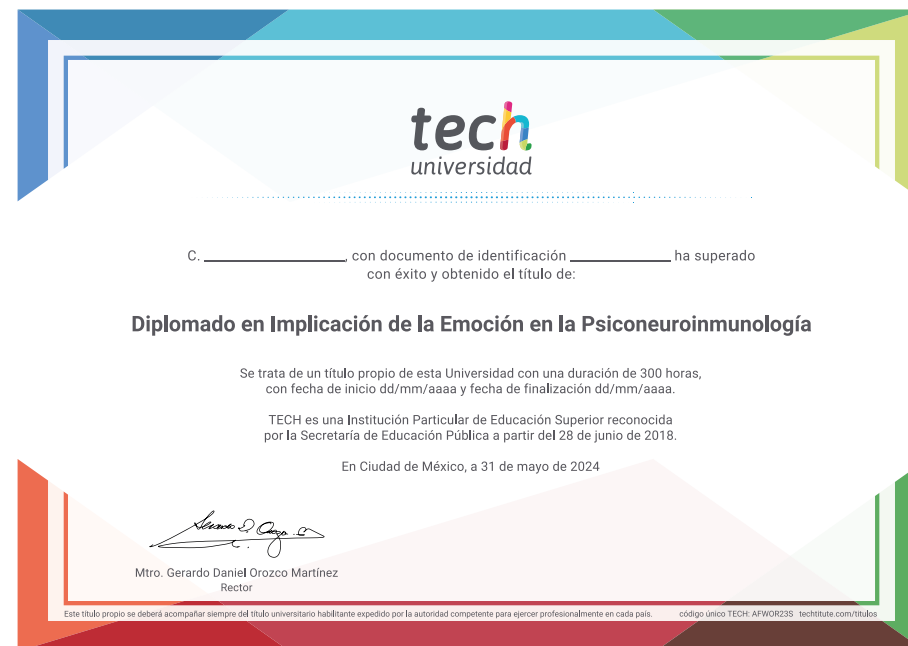 tech
universidad
C. , con documento de identificación ha superado
con éxito y obtenido el título de:
Diplomado en Implicación de la Emoción en la Psiconeuroinmunología
Se trata de un título propio de esta Universidad con una duración de 300 horas,
con fecha de inicio dd/mm/aaaa y fecha de finalización dd/mm/aaaa.
TECH es una Institución Particular de Educación Superior reconocida
por la Secretaría de Educación Pública a partir del 28 de junio de 2018.
En Ciudad de México, a 31 de mayo de 2024
Mtro. Gerardo Daniel Orozco Martínez
Rector
Este título propio se deberá acompañar siempre del título universitario habilitante expedido por la autoridad competente para ejercer profesionalmente en cada país. código único TECH: AFWOR23S techtitute.com/titulos